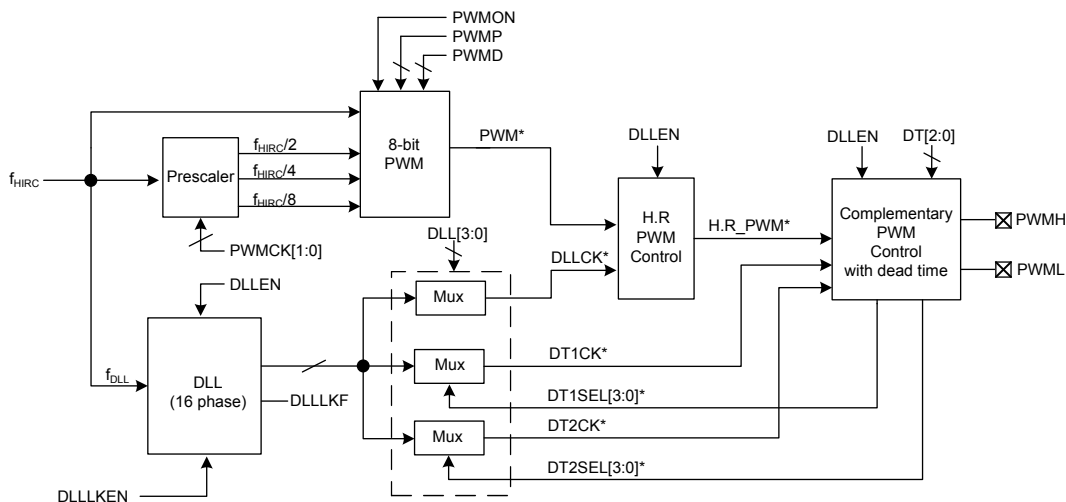 PWMON
PWMP
PWMD
f_HIRC
Prescaler
f_HIRC/2
f_HIRC/4
f_HIRC/8
PWMCK[1:0]
8-bit
PWM
PWM*
DLLEN
H.R
PWM
Control
H.R_PWM*
DLLEN
DT[2:0]
Complementary
PWM
Control
with dead time
PWMH
PWML
DLL[3:0]
DLLCK*
Mux
DLLEN
f_DLL
DLL
(16 phase)
DLLLKF
DLLLKEN
Mux
DT1CK*
DT1SEL[3:0]*
Mux
DT2CK*
DT2SEL[3:0]*